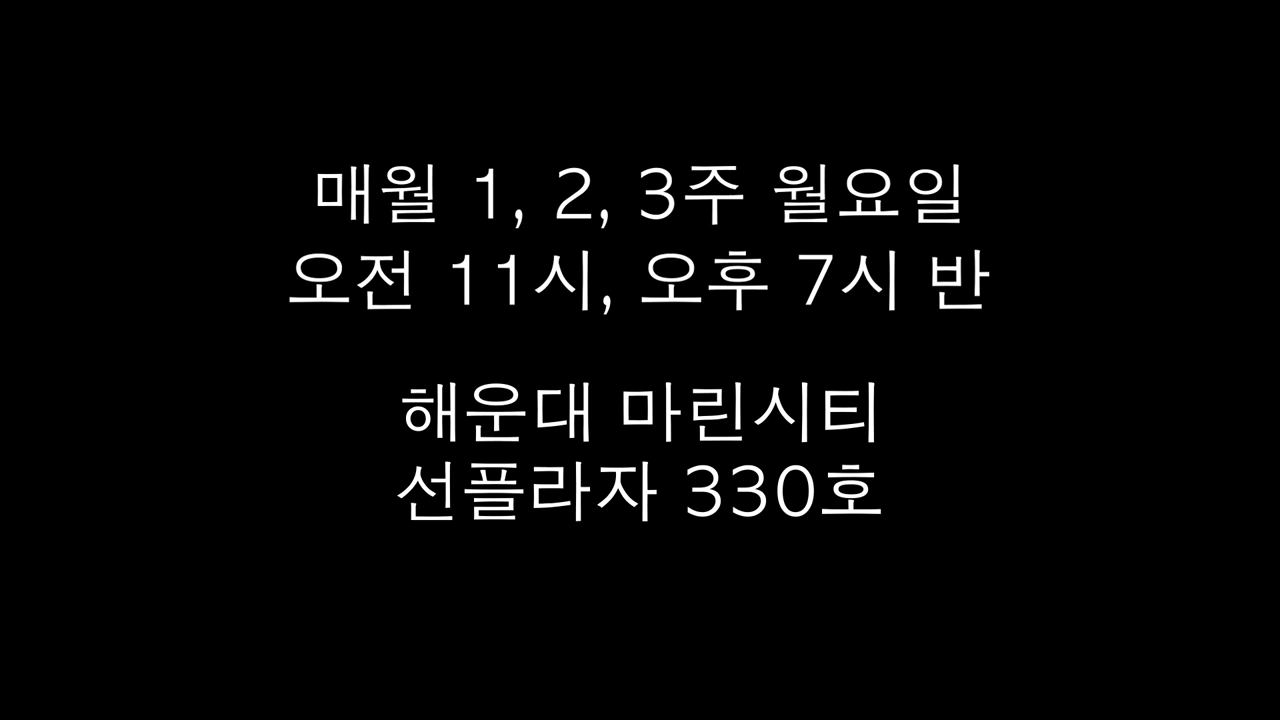 매월 1, 2, 3주 월요일
오전 11시, 오후 7시 반
해운대 마린시티
선플라자 330호